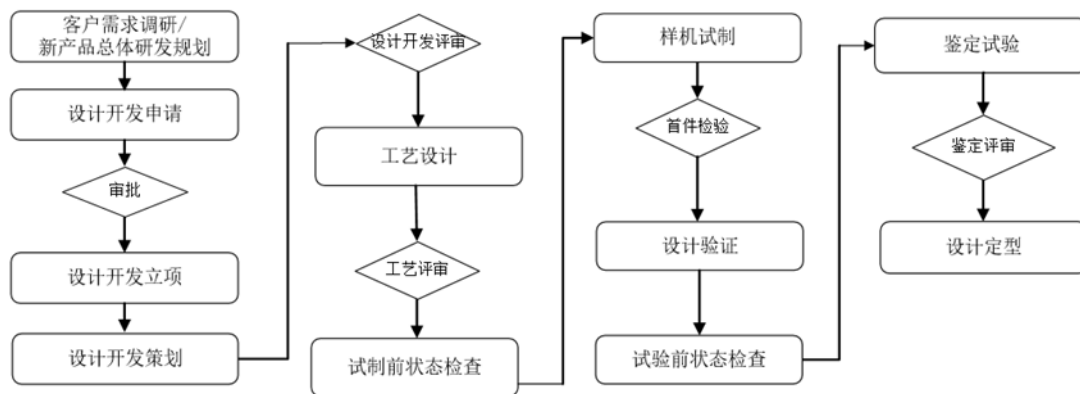 客户需求调研/
新产品总体研发规划
设计开发申请
审批
设计开发立项
设计开发策划
设计开发评审
工艺设计
工艺评审
试制前状态检查
样机试制
首件检验
设计验证
试验前状态检查
鉴定试验
鉴定评审
设计定型